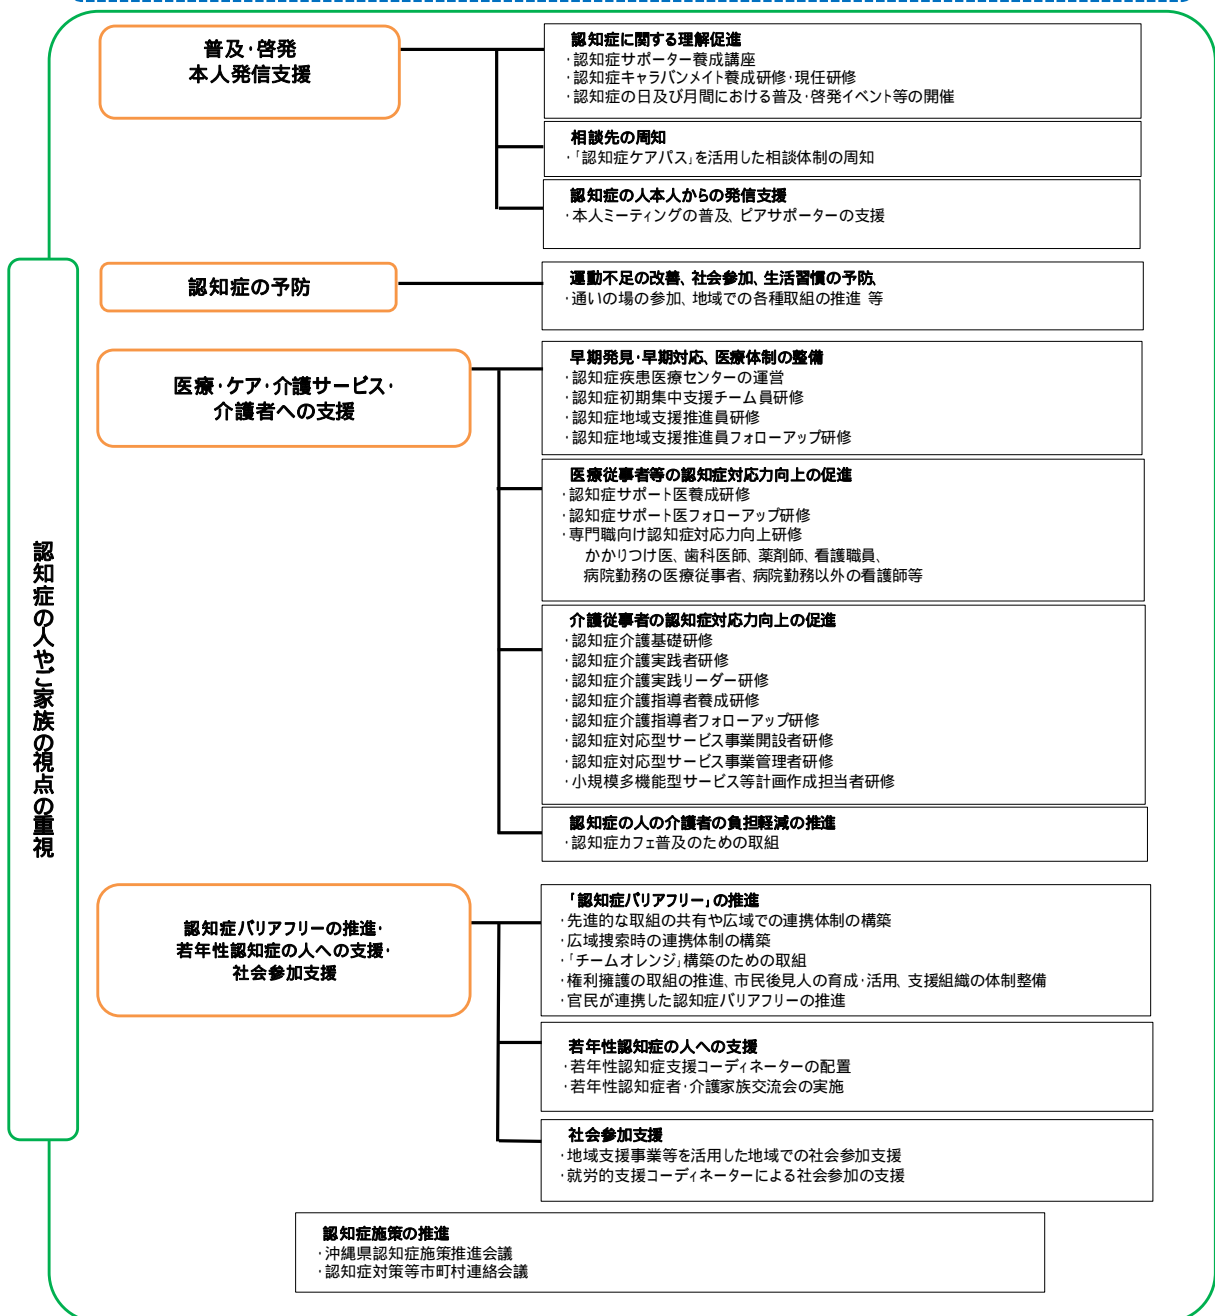 普及・啓発
本人発信支援
認知症に関する理解促進
・認知症サポーター養成講座
・認知症キャラバンメイト養成研修・現任研修
・認知症の日及び月間における普及・啓発イベント等の開催
相談先の周知
・「認知症ケアパス」を活用した相談体制の周知
認知症の人本人からの発信支援
・本人ミーティングの普及、ピアサポーターの支援
認知症の予防
運動不足の改善、社会参加、生活習慣の予防、
・通いの場の参加、地域での各種取組の推進 等
医療・ケア・介護サービス・
介護者への支援
早期発見・早期対応、医療体制の整備
・認知症疾患医療センターの運営
・認知症初期集中支援チーム員研修
・認知症地域支援推進員研修
・認知症地域支援推進員フォローアップ研修
医療従事者等の認知症対応力向上の促進
・認知症サポート医養成研修
・認知症サポート医フォローアップ研修
・専門職向け認知症対応力向上研修
かかりつけ医、歯科医師、薬剤師、看護職員、
病院勤務の医療従事者、病院勤務以外の看護師等
介護従事者の認知症対応力向上の促進
・認知症介護基礎研修
・認知症介護実践者研修
・認知症介護実践リーダー研修
・認知症介護指導者養成研修
・認知症介護指導者フォローアップ研修
・認知症対応型サービス事業開設者研修
・認知症対応型サービス事業管理者研修
・小規模多機能型サービス等計画作成担当者研修
認知症の人の介護者の負担軽減の推進
・認知症カフェ普及のための取組
認知症の人やご家族の視点の重視
認知症バリアフリーの推進・
若年性認知症の人への支援・
社会参加支援
「認知症バリアフリー」の推進
・先進的な取組の共有や広域での連携体制の構築
・広域捜索時の連携体制の構築
・「チームオレンジ」構築のための取組
・権利擁護の取組の推進、市民後見人の育成・活用、支援組織の体制整備
・官民が連携した認知症バリアフリーの推進
若年性認知症の人への支援
・若年性認知症支援コーディネーターの配置
・若年性認知症者・介護家族交流会の実施
社会参加支援
・地域支援事業等を活用した地域での社会参加支援
・就労的支援コーディネーターによる社会参加の支援
認知症施策の推進
・沖縄県認知症施策推進会議
・認知症対策等市町村連絡会議